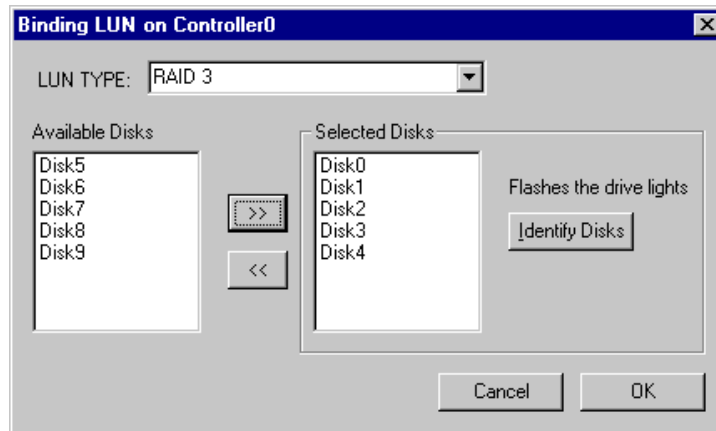 Binding LUN on Controller0
LUN TYPE: RAID 3
Available Disks
Disk5
Disk6
Disk7
Disk8
Disk9
>>
<<
Selected Disks
Disk0
Disk1
Disk2
Disk3
Disk4
Flashes the drive lights
Identify Disks
Cancel
OK